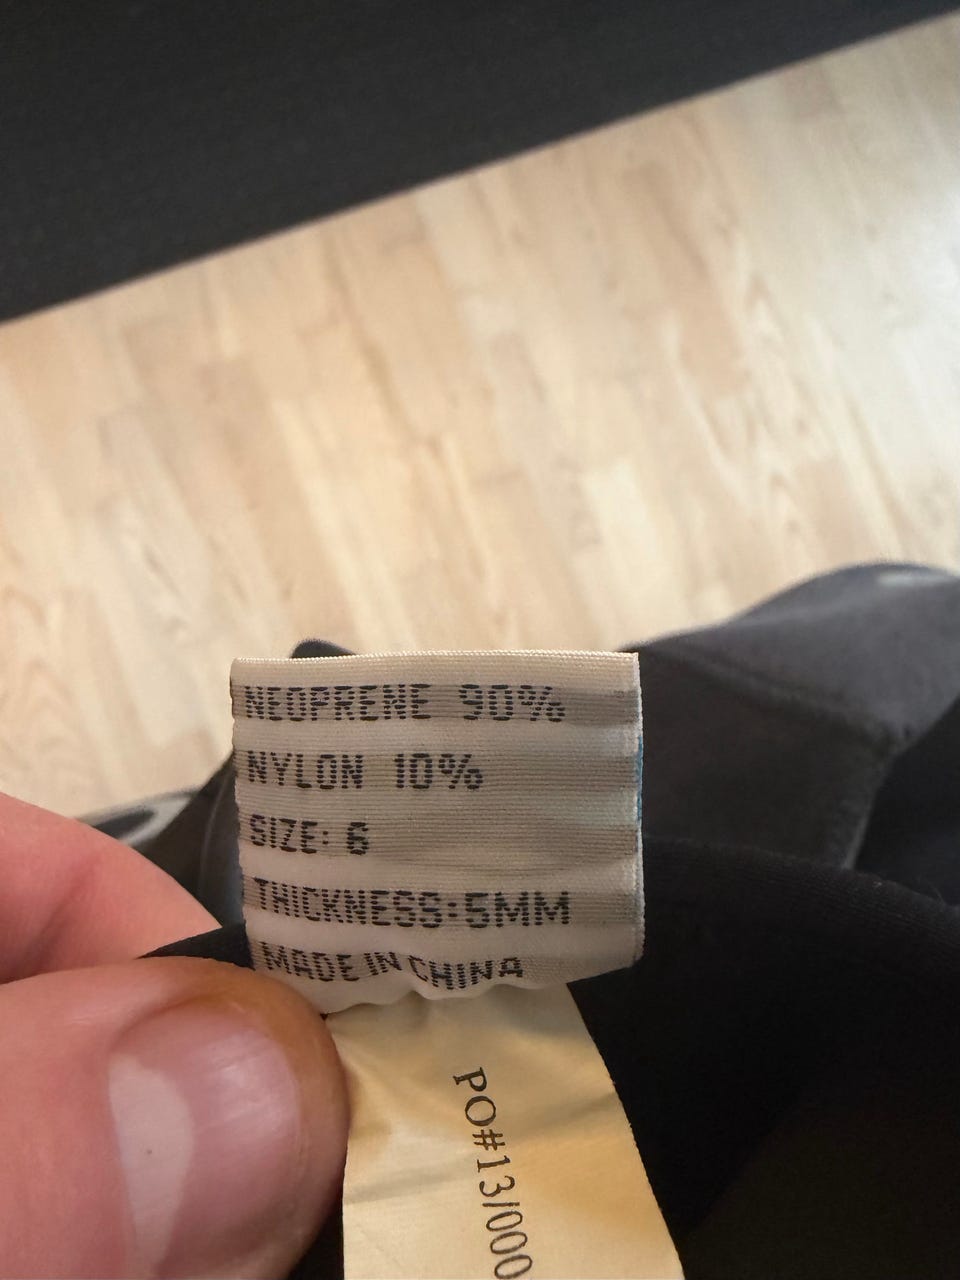 NEOPRENE 90%
NYLON 10%
SIZE: 6
THICKNESS:5MM
MADE IN CHINA
PO#13/000